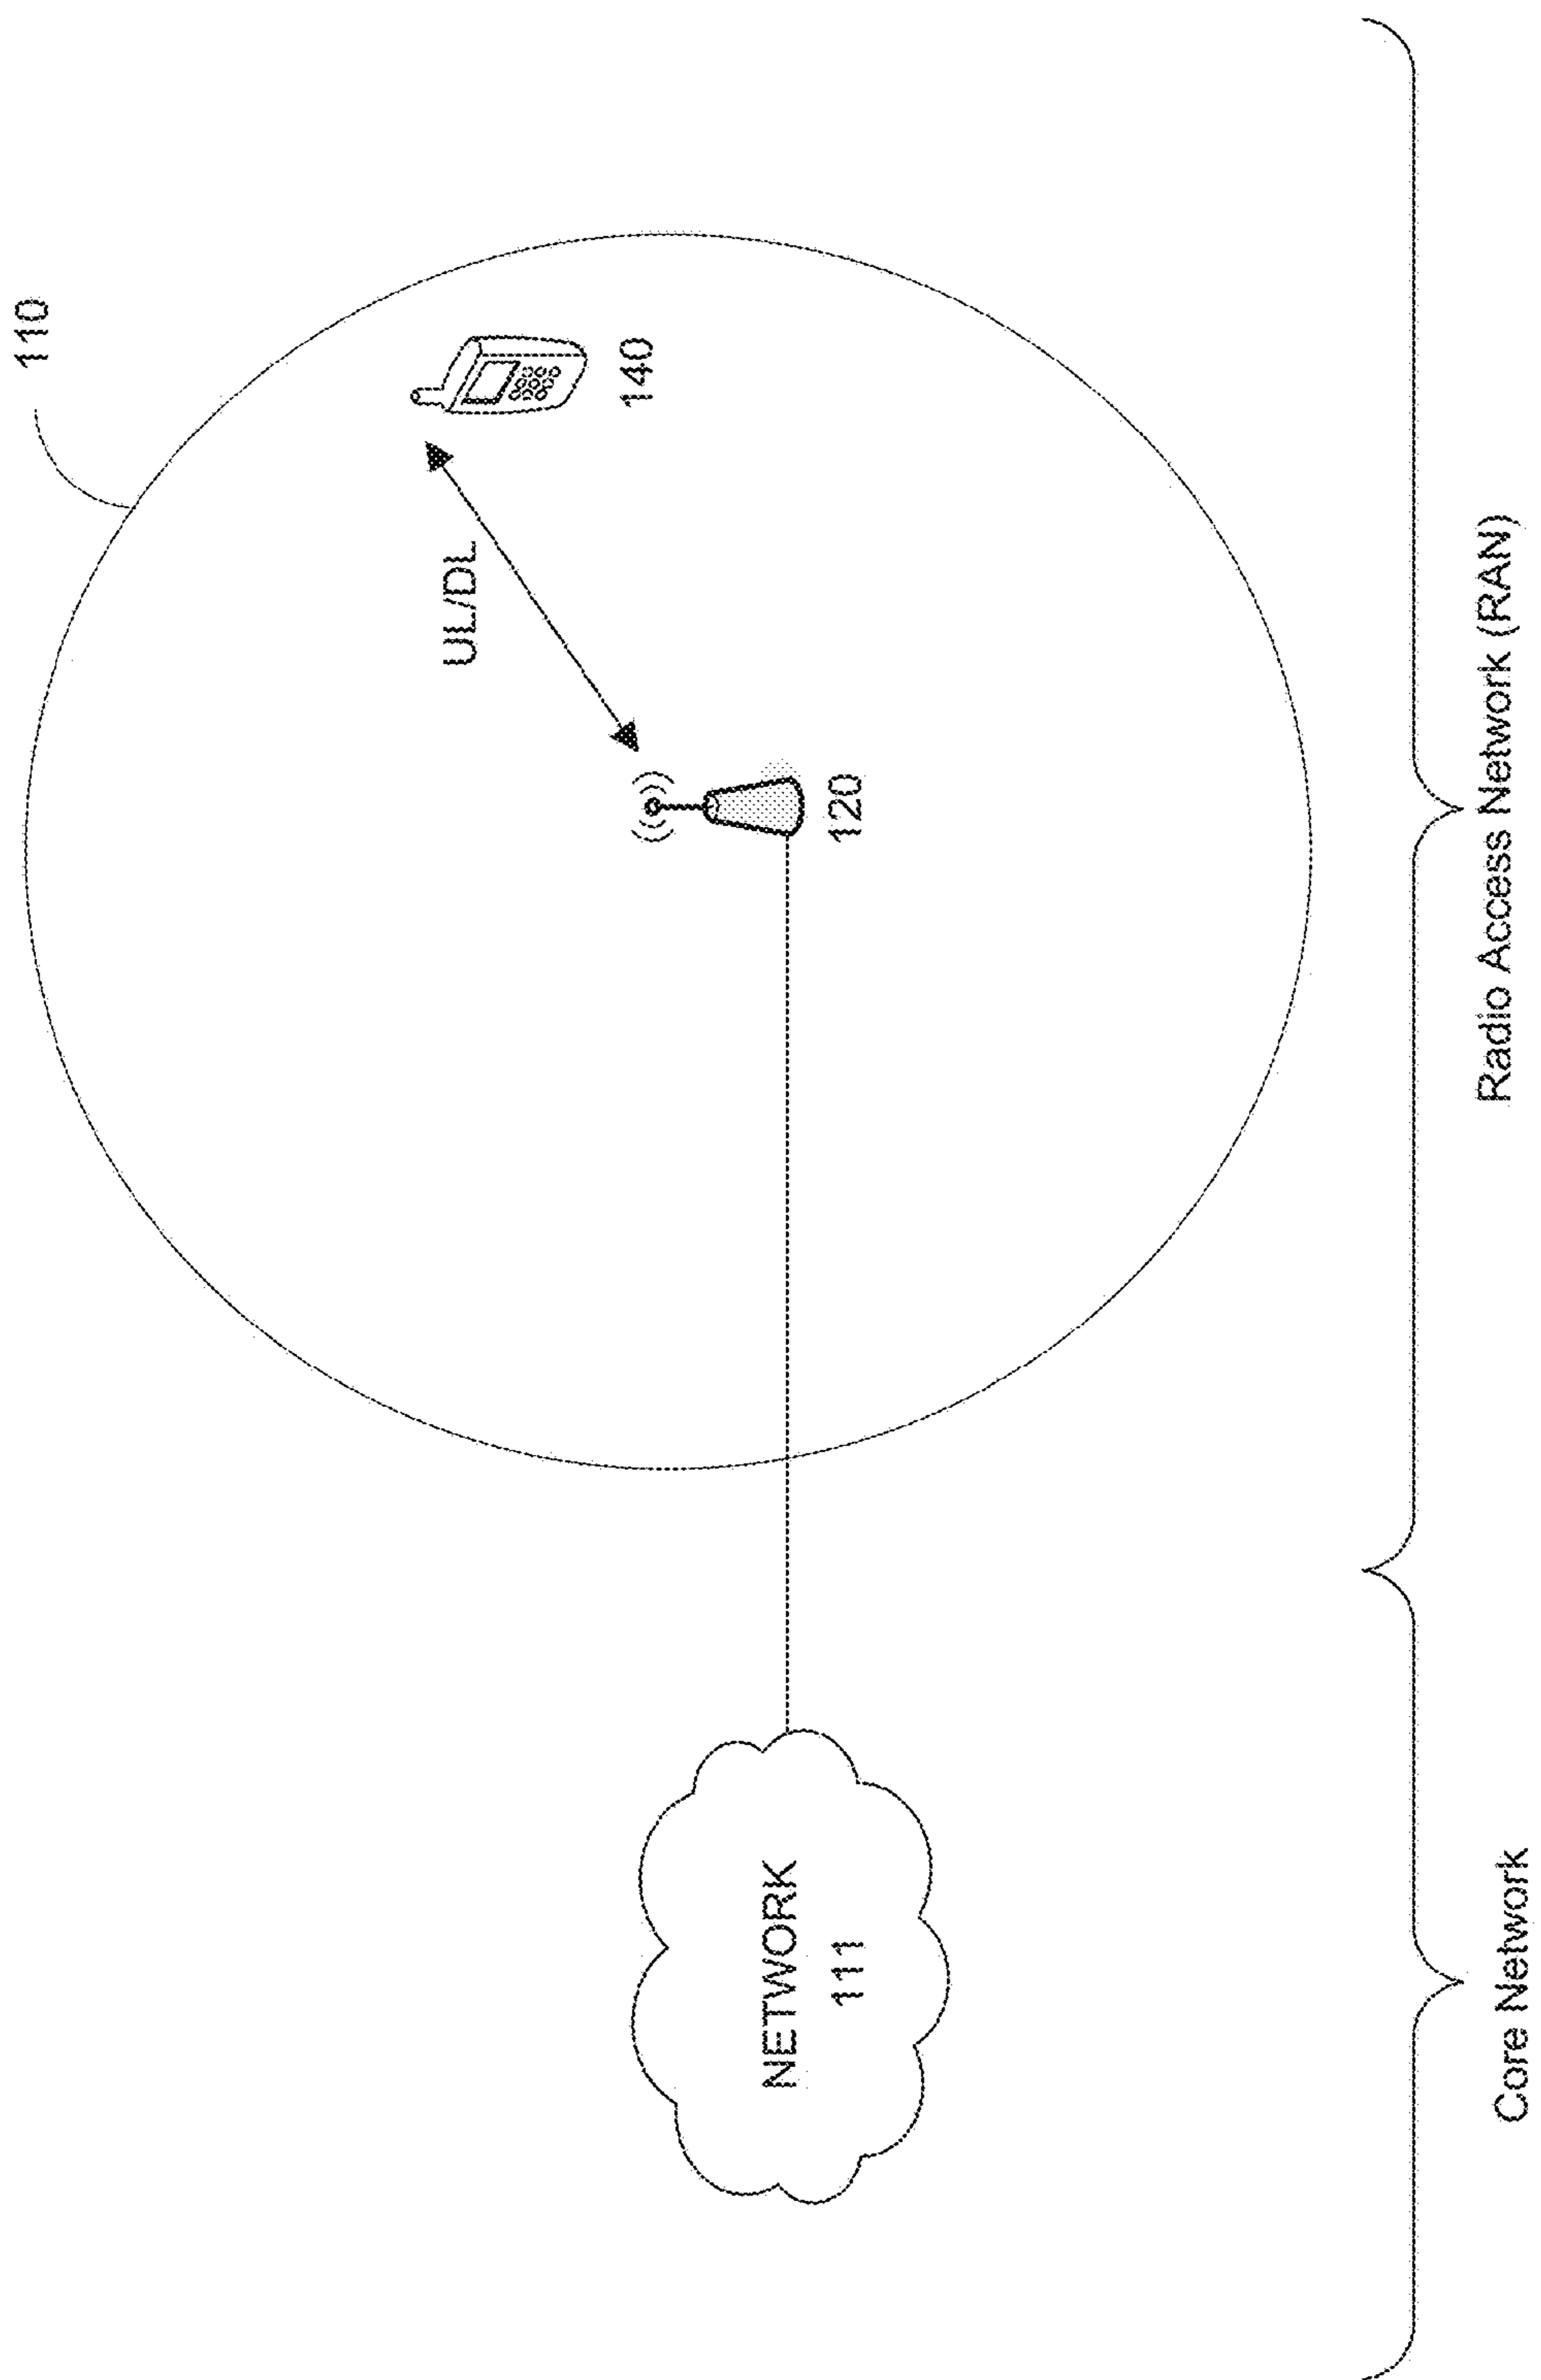 110
140
UL/DL
120
NETWORK
111
Core Network
Radio Access Network (RAN)